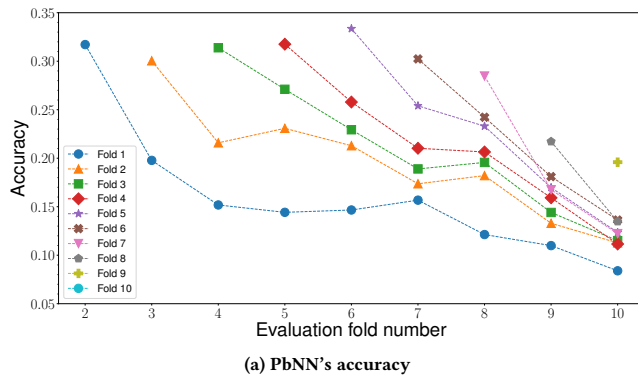 0.35
0.30
0.25
0.20
0.15
0.10
0.05
Accuracy
Fold 1
Fold 2
Fold 3
Fold 4
Fold 5
Fold 6
Fold 7
Fold 8
Fold 9
Fold 10
2 3 4 5 6 7 8 9 10
Evaluation fold number
(a) PbNN's accuracy